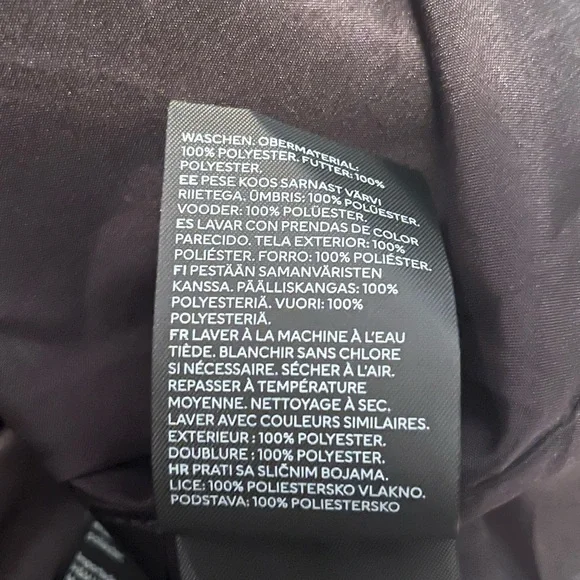 WASCHEN. OBERMATERIAL:
100% POLYESTER. FUTTER: 100%
POLYESTER.
EE PESE KOOS SARNAST VÄRVI
RIIETEGA. ÜMBRIS: 100% POLÜESTER.
VOODER: 100% POLÜESTER.
ES LAVAR CON PRENDAS DE COLOR
PARECIDO. TELA EXTERIOR: 100%
POLIÉSTER. FORRO: 100% POLIÉSTER.
FI PESTÄÄN SAMANVÄRISTEN
KANSSA. PÄÄLLISKANGAS: 100%
POLYESTERIÄ. VUORI: 100%
POLYESTERIÄ.
FR LAVER À LA MACHINE À L'EAU
TIÈDE. BLANCHIR SANS CHLORE
SI NÉCESSAIRE. SÉCHER À L'AIR.
REPASSER À TEMPÉRATURE
MOYENNE. NETTOYAGE À SEC.
LAVER AVEC COULEURS SIMILAIRES.
EXTERIEUR : 100% POLYESTER.
DOUBLURE : 100% POLYESTER.
HR PRATI SA SLIČNIM BOJAMA.
LICE: 100% POLIESTERSKO VLAKNO.
PODSTAVA: 100% POLIESTERSKO